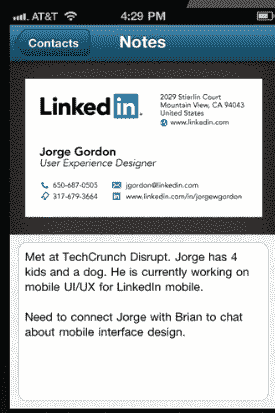 AT&T 4:29 PM
Contacts Notes
Linked in.
2029 Stierlin Court
Mountain View, CA 94043
United States
www.linkedin.com
Jorge Gordon
User Experience Designer
650-687-0505 jgordon@linkedin.com
317-679-3664 www.linkedin.com/in/jorgewgordon
Met at TechCrunch Disrupt. Jorge has 4
kids and a dog. He is currently working on
mobile UI/UX for LinkedIn mobile.
Need to connect Jorge with Brian to chat
about mobile interface design.